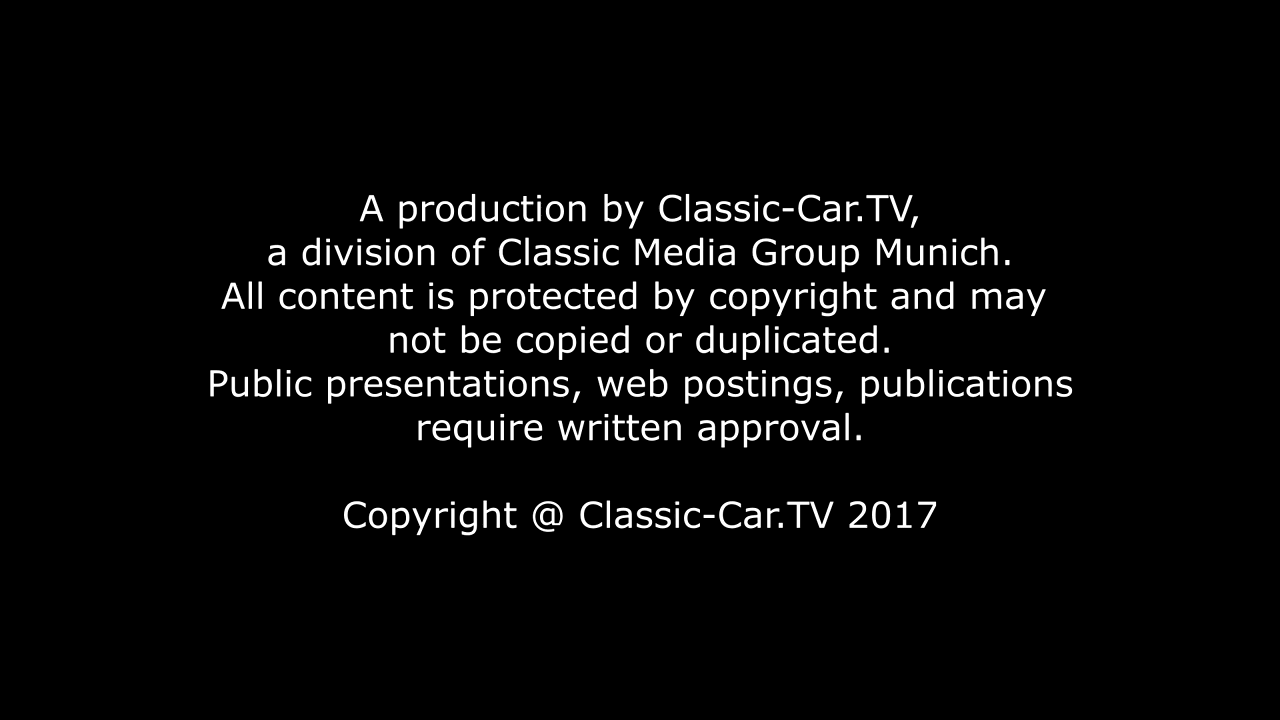 A production by Classic-Car.TV,
a division of Classic Media Group Munich.
All content is protected by copyright and may
not be copied or duplicated.
Public presentations, web postings, publications
require written approval.
Copyright @ Classic-Car.TV 2017